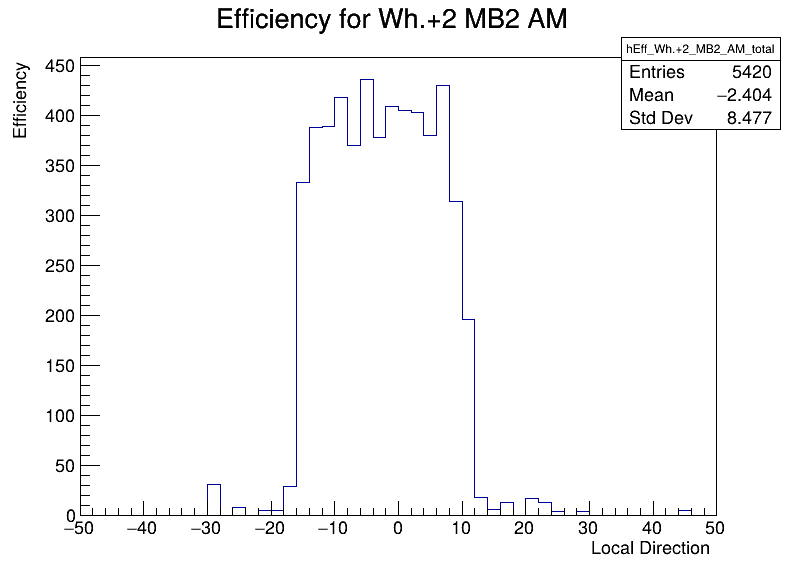 Efficiency for Wh.+2 MB2 AM
hEff_Wh.+2_MB2_AM_total
Entries 5420
Mean −2.404
Std Dev 8.477
Efficiency
450
400
350
300
250
200
150
100
50
0
−50 −40 −30 −20 −10 0 10 20 30 40 50
Local Direction